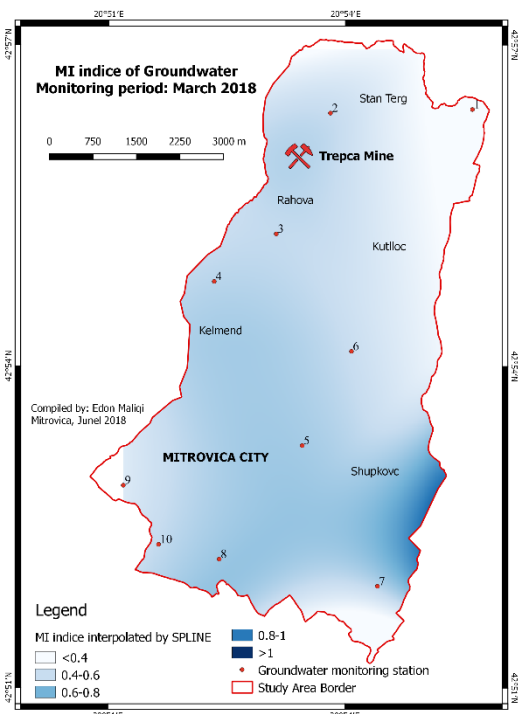 20°51'E 20°54'E
42°57'N 42°57'N
MI indice of Groundwater
Monitoring period: March 2018
0 750 1500 2250 3000 m
Stan Terg
1
2
Trepca Mine
Rahova
3
Kutlloc
4
Kelmend
6
42°54'N 42°54'N
Compiled by: Edon Maliqi
Mitrovica, Junel 2018
5
MITROVICA CITY
Shupkovc
9
10
8
7
Legend
MI indice interpolated by SPLINE
<0.4
0.4-0.6
0.6-0.8
0.8-1
>1
Groundwater monitoring station
Study Area Border
42°51'N 42°51'N